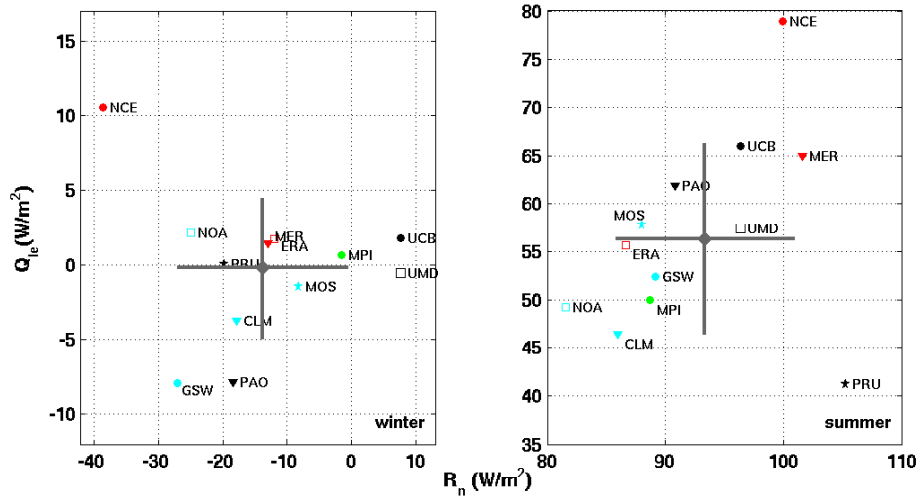 Q_le (W/m²)
15
10
5
0
-5
-10
NCE
NOA
MER
ERA
PRU
MPI
UCB
UMD
MOS
CLM
GSW
PAO
winter
-40 -30 -20 -10 0 10
80
75
70
65
60
55
50
45
40
35
NCE
UCB
MER
PAO
MOS
UMD
ERA
GSW
NOA
MPI
CLM
PRU
summer
80 90 100 110
R_n (W/m²)